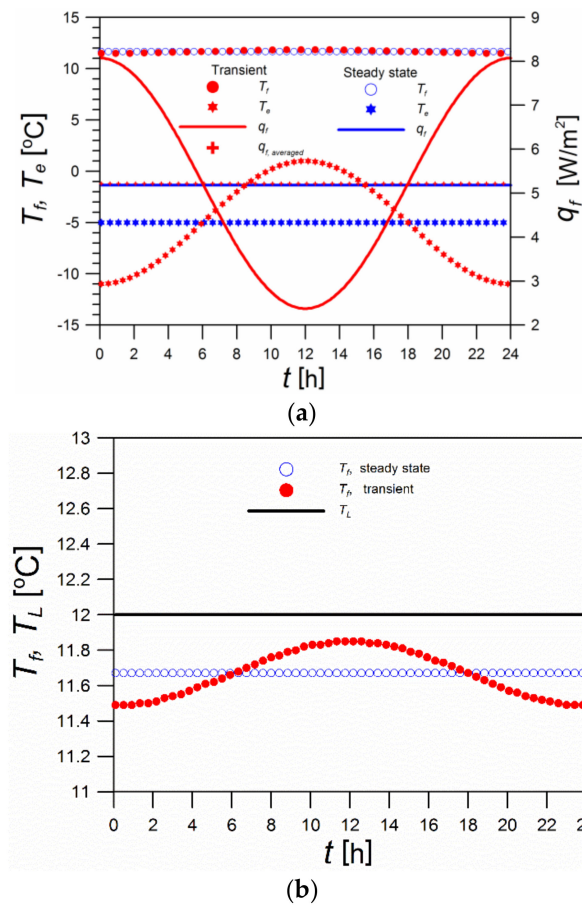 (a)
Transient Steady state
T_f T_f
T_e T_e
q_f q_f
q_f, averaged
T_f, T_e [°C]
15
10
5
0
-5
-10
-15
q_f [W/m²]
9
8
7
6
5
4
3
2
0 2 4 6 8 10 12 14 16 18 20 22 24
t [h]
(a)
T_f, steady state
T_f, transient
T_L
T_f, T_L [°C]
13
12.8
12.6
12.4
12.2
12
11.8
11.6
11.4
11.2
11
0 2 4 6 8 10 12 14 16 18 20 22 2
t [h]
(b)